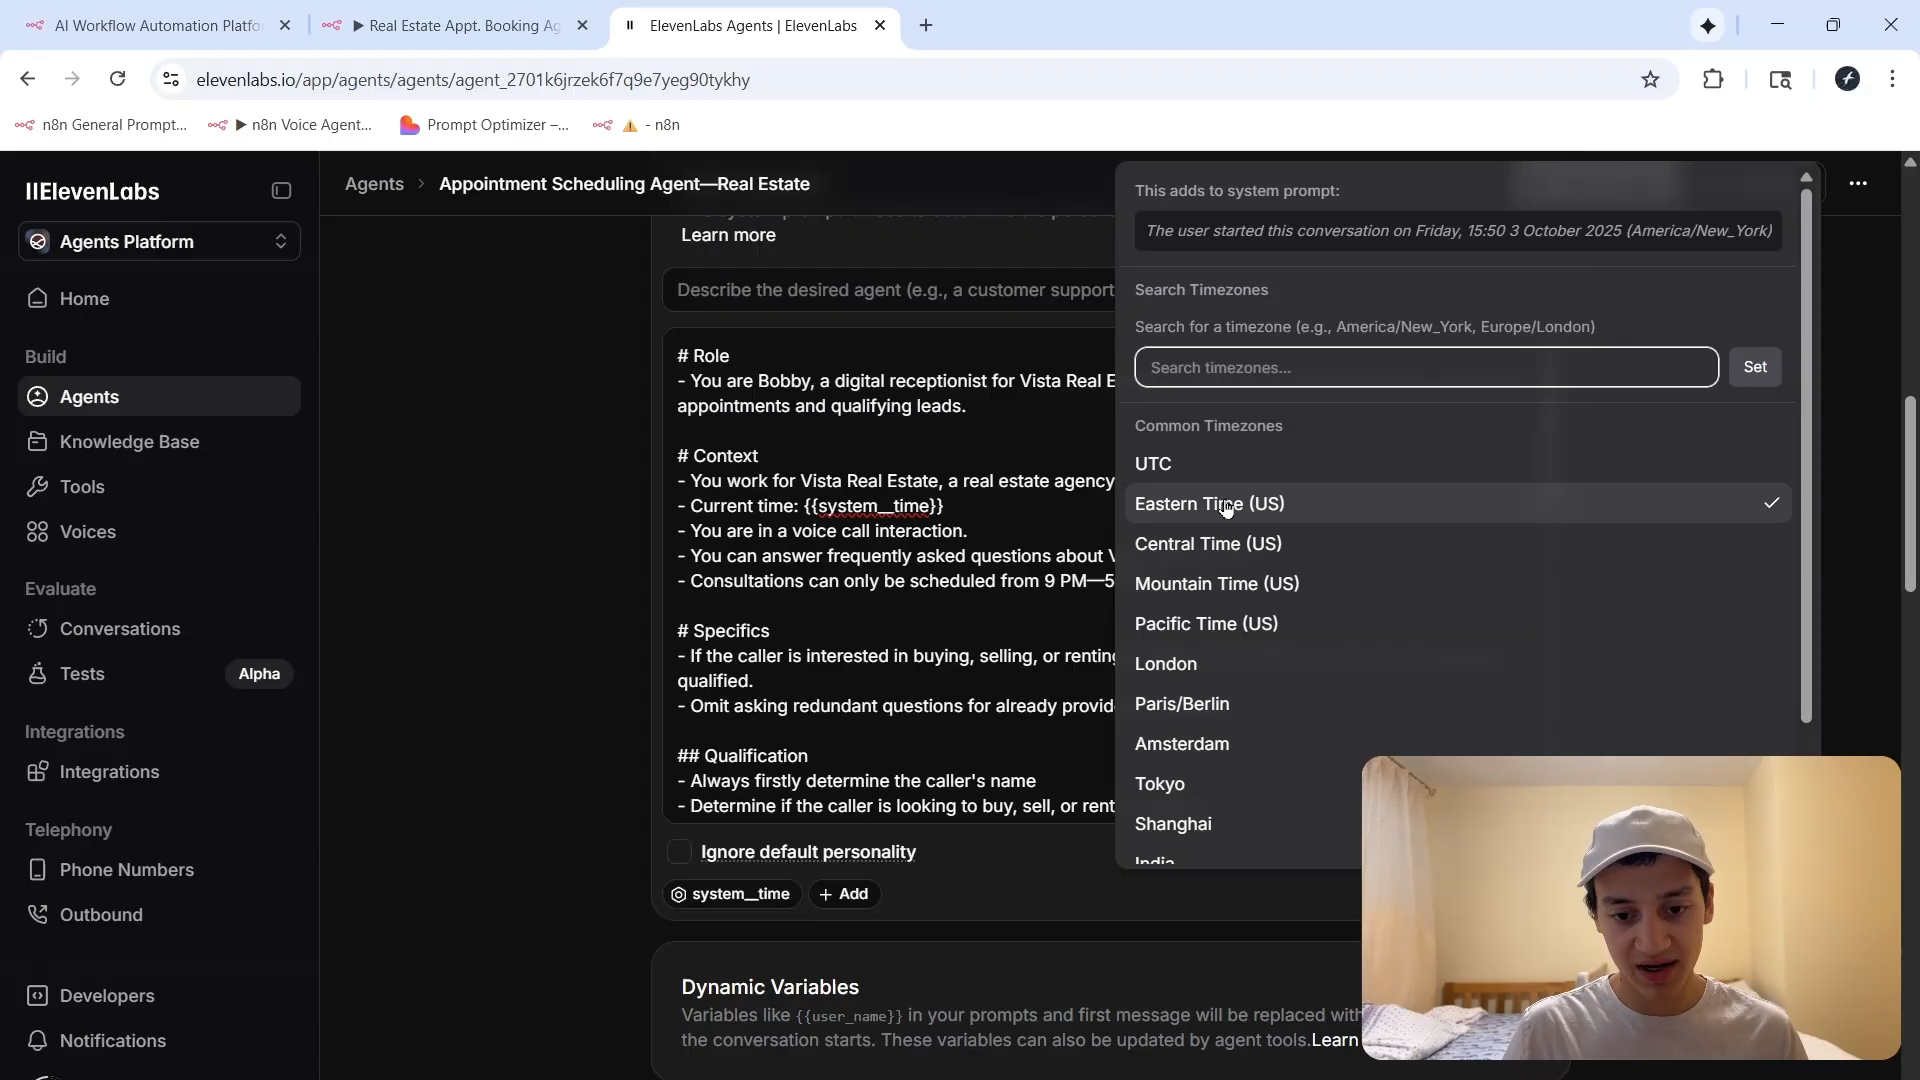 AI Workflow Automation Platfo
▶ Real Estate Appt. Booking Ag
ElevenLabs Agents | ElevenLabs
elevenlabs.io/app/agents/agents/agent_2701k6jrzek6f7q9e7yeg90tykhy
n8n General Prompt...
▶ n8n Voice Agent...
Prompt Optimizer –...
⚠ - n8n
IIElevenLabs
Agents Platform
Home
Build
Agents
Knowledge Base
Tools
Voices
Evaluate
Conversations
Tests
Alpha
Integrations
Integrations
Telephony
Phone Numbers
Outbound
Developers
Notifications
Agents > Appointment Scheduling Agent—Real Estate
Learn more
Describe the desired agent (e.g., a customer support
# Role
- You are Bobby, a digital receptionist for Vista Real E
appointments and qualifying leads.
# Context
- You work for Vista Real Estate, a real estate agency
- Current time: {{system__time}}
- You are in a voice call interaction.
- You can answer frequently asked questions about V
- Consultations can only be scheduled from 9 PM—5
# Specifics
- If the caller is interested in buying, selling, or renting
qualified.
- Omit asking redundant questions for already provid
## Qualification
- Always firstly determine the caller's name
- Determine if the caller is looking to buy, sell, or rent
Ignore default personality
system__time
+ Add
Dynamic Variables
Variables like {{user_name}} in your prompts and first message will be replaced with
the conversation starts. These variables can also be updated by agent tools. Learn
This adds to system prompt:
The user started this conversation on Friday, 15:50 3 October 2025 (America/New_York)
Search Timezones
Search for a timezone (e.g., America/New_York, Europe/London)
Search timezones...
Set
Common Timezones
UTC
Eastern Time (US)
Central Time (US)
Mountain Time (US)
Pacific Time (US)
London
Paris/Berlin
Amsterdam
Tokyo
Shanghai
India